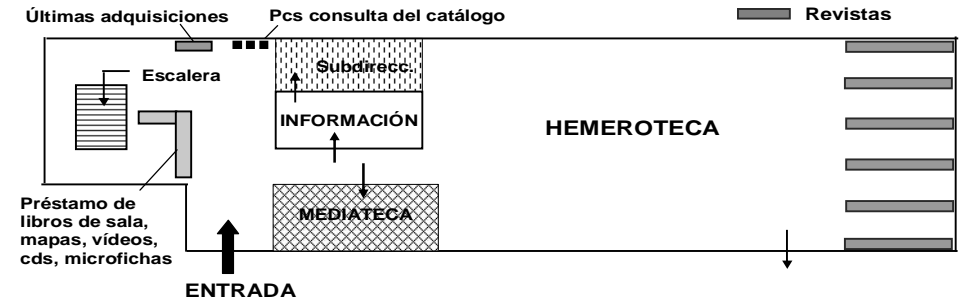 Últimas adquisiciones
Pcs consulta del catálogo
Revistas
Subdirecc.
Escalera
INFORMACIÓN
HEMEROTECA
Préstamo de
libros de sala,
mapas, vídeos,
cds, microfichas
MEDIATECA
ENTRADA